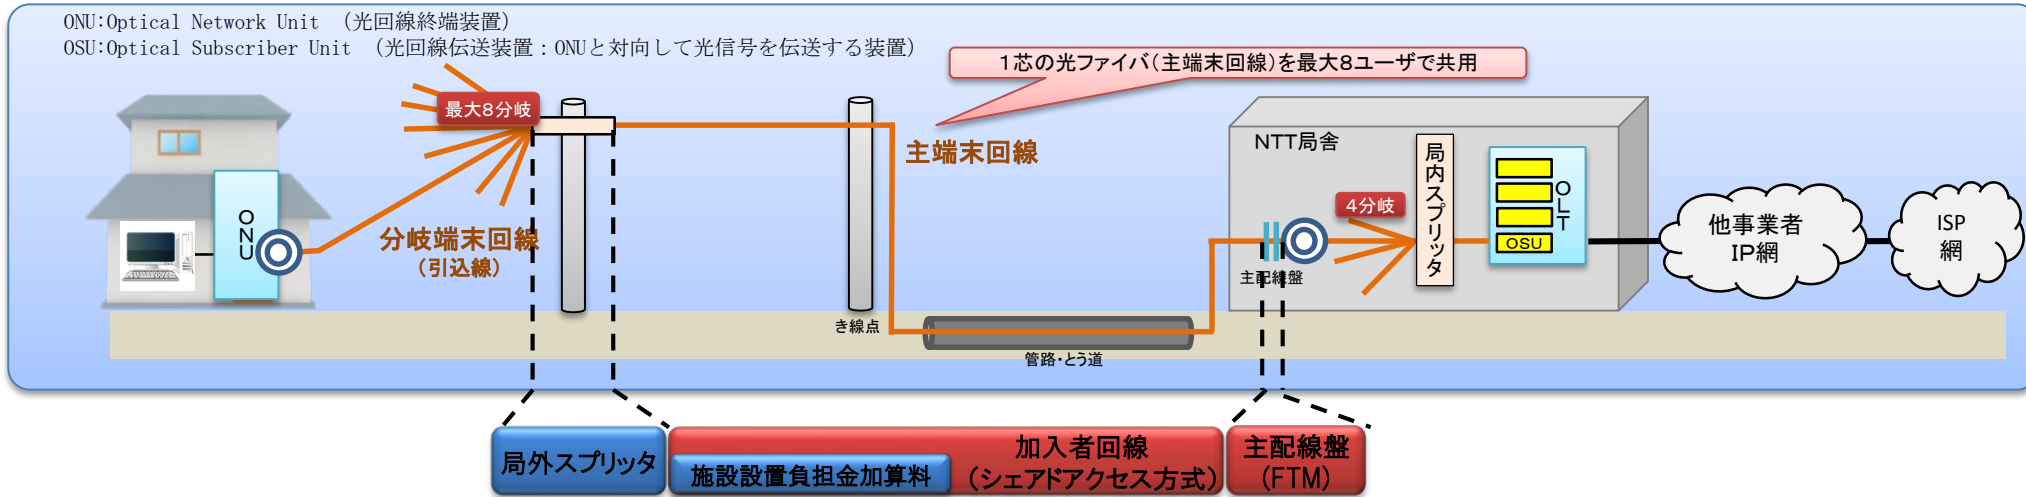 ONU:Optical Network Unit （光回線終端装置）
OSU:Optical Subscriber Unit （光回線伝送装置：ONUと対向して光信号を伝送する装置）
1芯の光ファイバ（主端末回線）を最大8ユーザで共用
最大8分岐
主端末回線
NTT局舎
局内スプリッタ
OLT
OSU
4分岐
ONU
分岐端末回線
（引込線）
主配線盤
他事業者
IP網
ISP
網
き線点
管路・とう道
局外スプリッタ
加入者回線
（シェアドアクセス方式）
施設設置負担金加算料
主配線盤
（FTM）